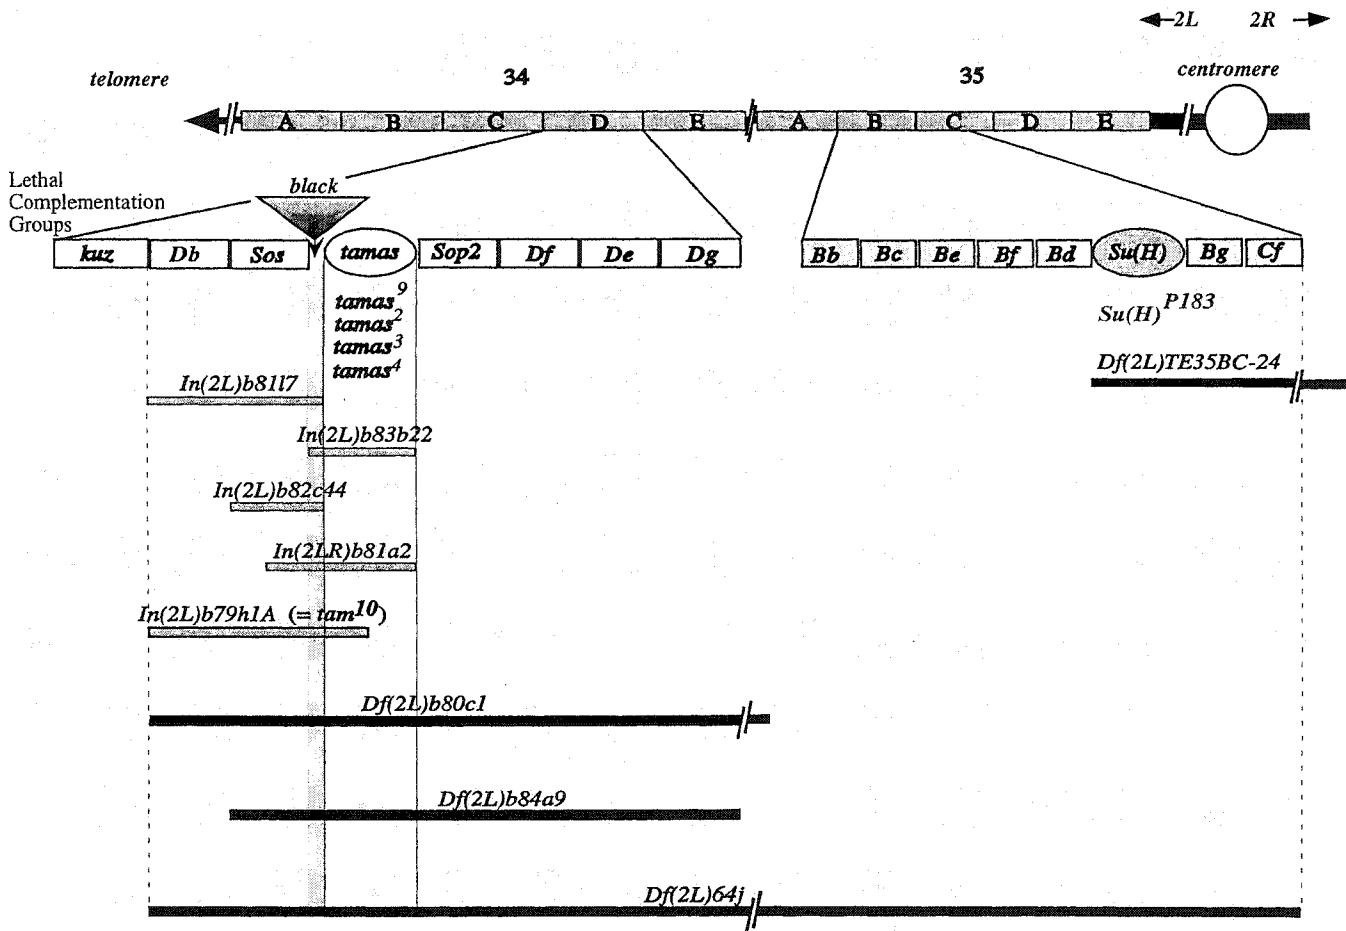 2L 2R
telomere 34 35 centromere
A B C D E A B C D E
Lethal
Complementation
Groups
black
kuz Db Sos tamas Sop2 Df De Dg Bb Bc Be Bf Bd Su(H) Bg Cf
tamas9
tamas2
tamas3
tamas4
Su(H)P183
Df(2L)TE35BC-24
In(2L)b81l7
In(2L)b83b22
In(2L)b82c44
In(2LR)b81a2
In(2L)b79h1A (= tam10)
Df(2L)b80c1
Df(2L)b84a9
Df(2L)64j